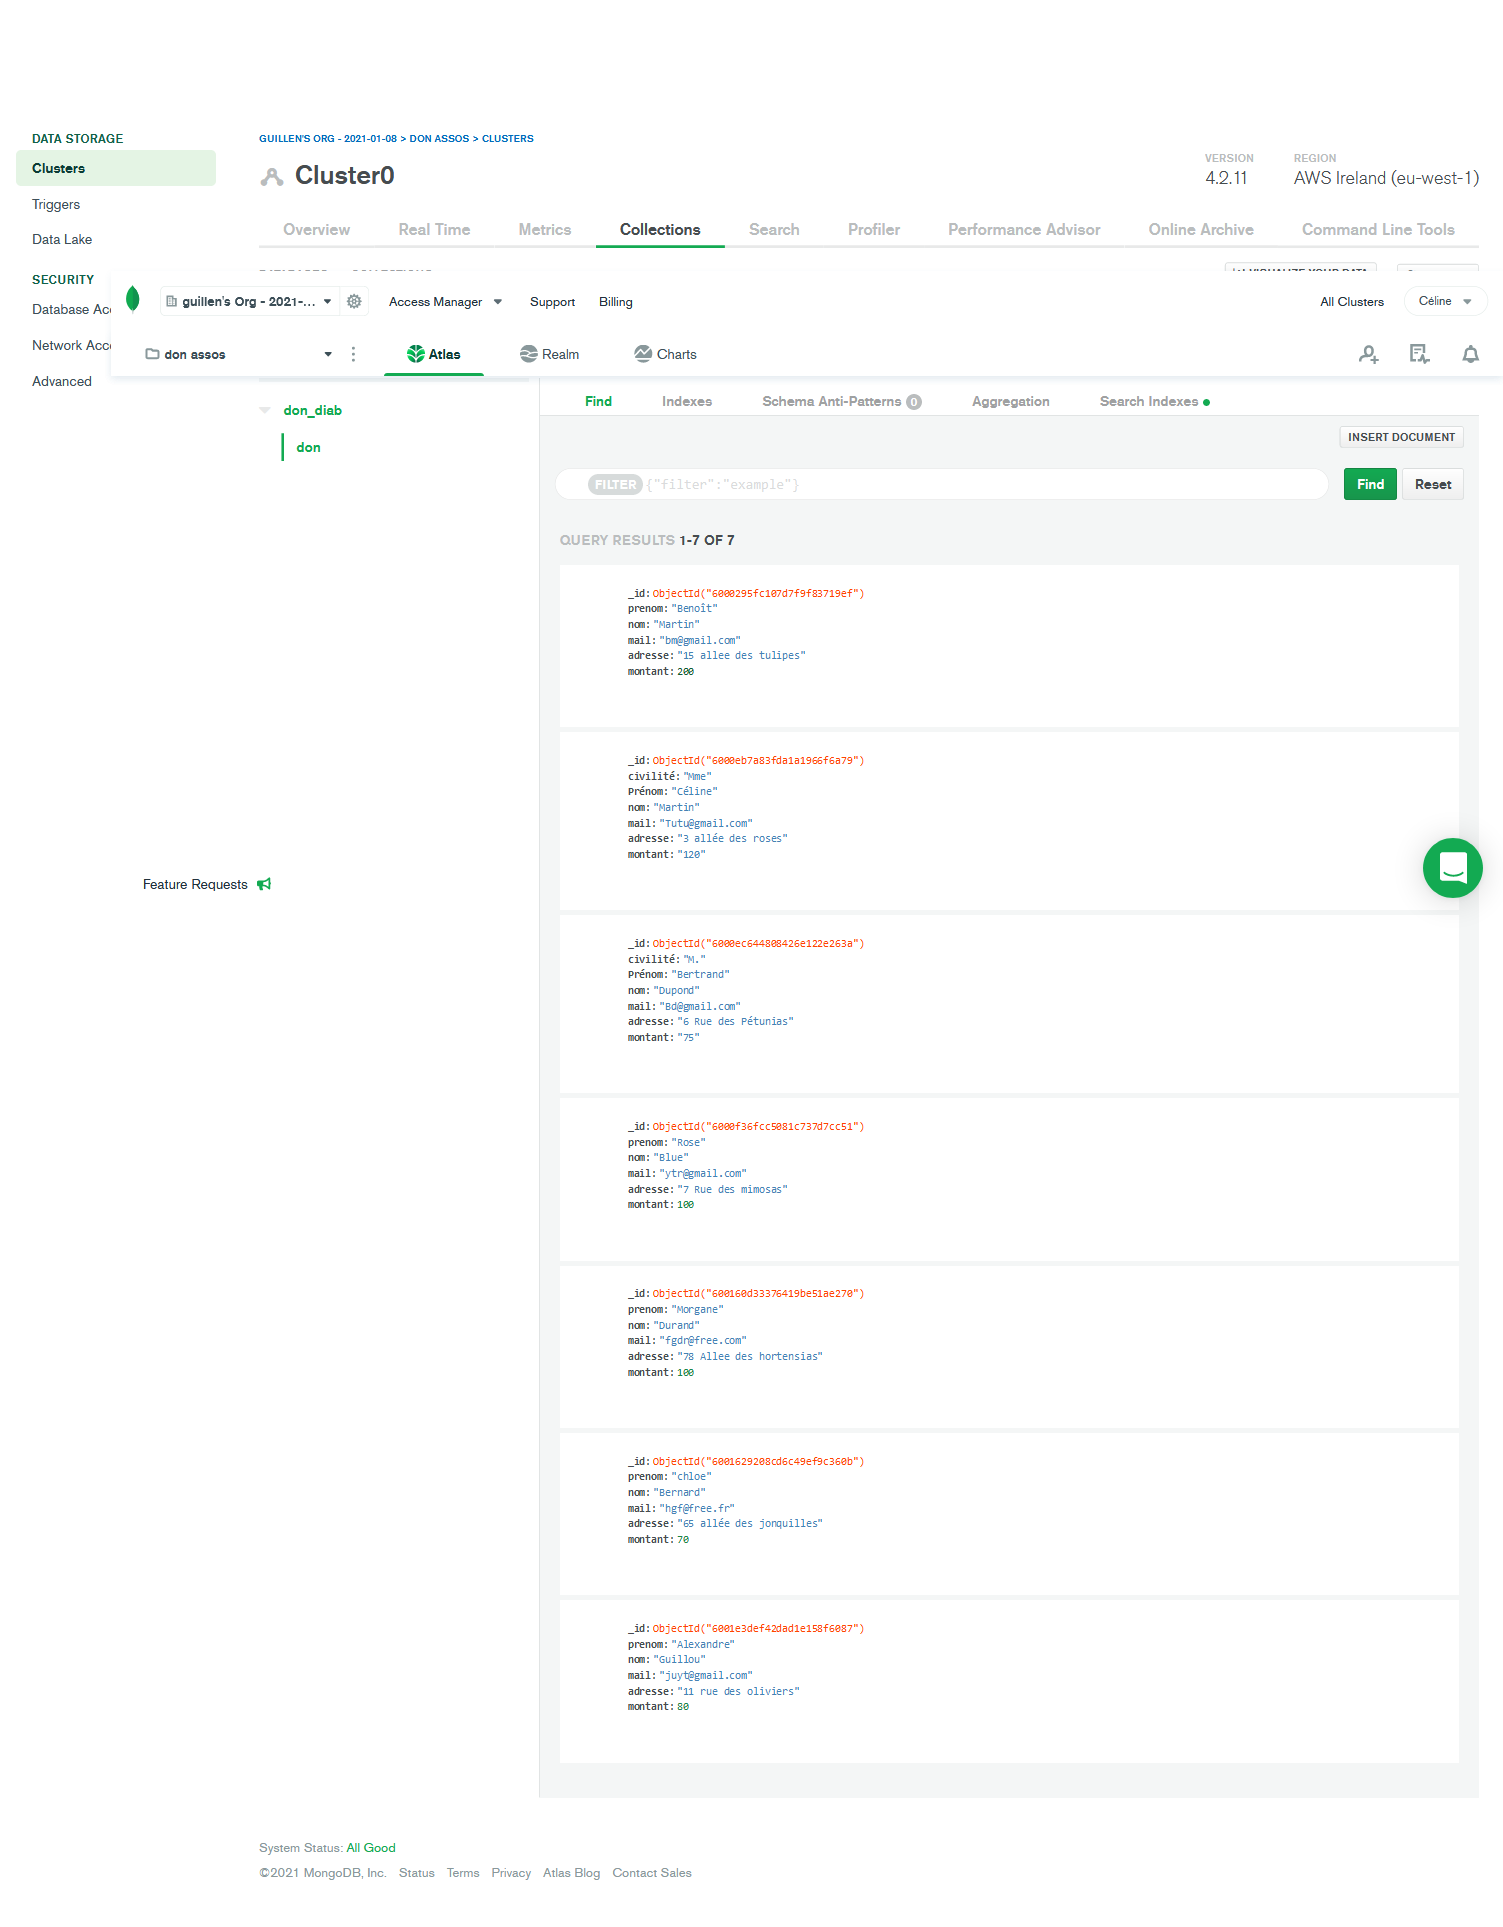 DATA STORAGE
Clusters
Triggers
Data Lake
SECURITY
Database Acc
Network Acce
Advanced
GUILLEN'S ORG - 2021-01-08 > DON ASSOS > CLUSTERS
Cluster0
VERSION
4.2.11
REGION
AWS Ireland (eu-west-1)
Overview Real Time Metrics Collections Search Profiler Performance Advisor Online Archive Command Line Tools
VISUALIZE YOUR DATA
guillen's Org - 2021-... Access Manager Support Billing All Clusters Céline
don assos Atlas Realm Charts
don_diab
don
Find Indexes Schema Anti-Patterns 0 Aggregation Search Indexes
INSERT DOCUMENT
FILTER {"filter":"example"} Find Reset
QUERY RESULTS 1-7 OF 7
_id: ObjectId("6000295fc107d7f9f83719ef")
prenom: "Benoît"
nom: "Martin"
mail: "bm@gmail.com"
adresse: "15 allee des tulipes"
montant: 200
_id: ObjectId("6000eb7a83fda1a1966f6a79")
civilité: "Mme"
Prénom: "Céline"
nom: "Martin"
mail: "Tutu@gmail.com"
adresse: "3 allée des roses"
montant: "120"
_id: ObjectId("6000ec644808426e122e263a")
civilité: "M."
Prénom: "Bertrand"
nom: "Dupond"
mail: "Bd@gmail.com"
adresse: "6 Rue des Pétunias"
montant: "75"
_id: ObjectId("6000f36fcc5081c737d7cc51")
prenom: "Rose"
nom: "Blue"
mail: "ytr@gmail.com"
adresse: "7 Rue des mimosas"
montant: 100
_id: ObjectId("600160d33376419be51ae270")
prenom: "Morgane"
nom: "Durand"
mail: "fgdr@free.com"
adresse: "78 Allee des hortensias"
montant: 100
_id: ObjectId("6001629208cd6c49ef9c360b")
prenom: "chloe"
nom: "Bernard"
mail: "hgf@free.fr"
adresse: "65 allée des jonquilles"
montant: 70
_id: ObjectId("6001e3def42dad1e158f6087")
prenom: "Alexandre"
nom: "Guillou"
mail: "juyt@gmail.com"
adresse: "11 rue des oliviers"
montant: 80
Feature Requests
System Status: All Good
©2021 MongoDB, Inc. Status Terms Privacy Atlas Blog Contact Sales